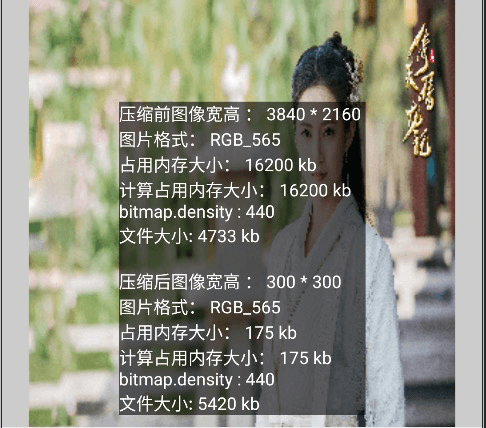 压缩前图像宽高： 3840 * 2160
图片格式： RGB_565
占用内存大小： 16200 kb
计算占用内存大小： 16200 kb
bitmap.density : 440
文件大小: 4733 kb
压缩后图像宽高： 300 * 300
图片格式： RGB_565
占用内存大小： 175 kb
计算占用内存大小： 175 kb
bitmap.density : 440
文件大小: 5420 kb